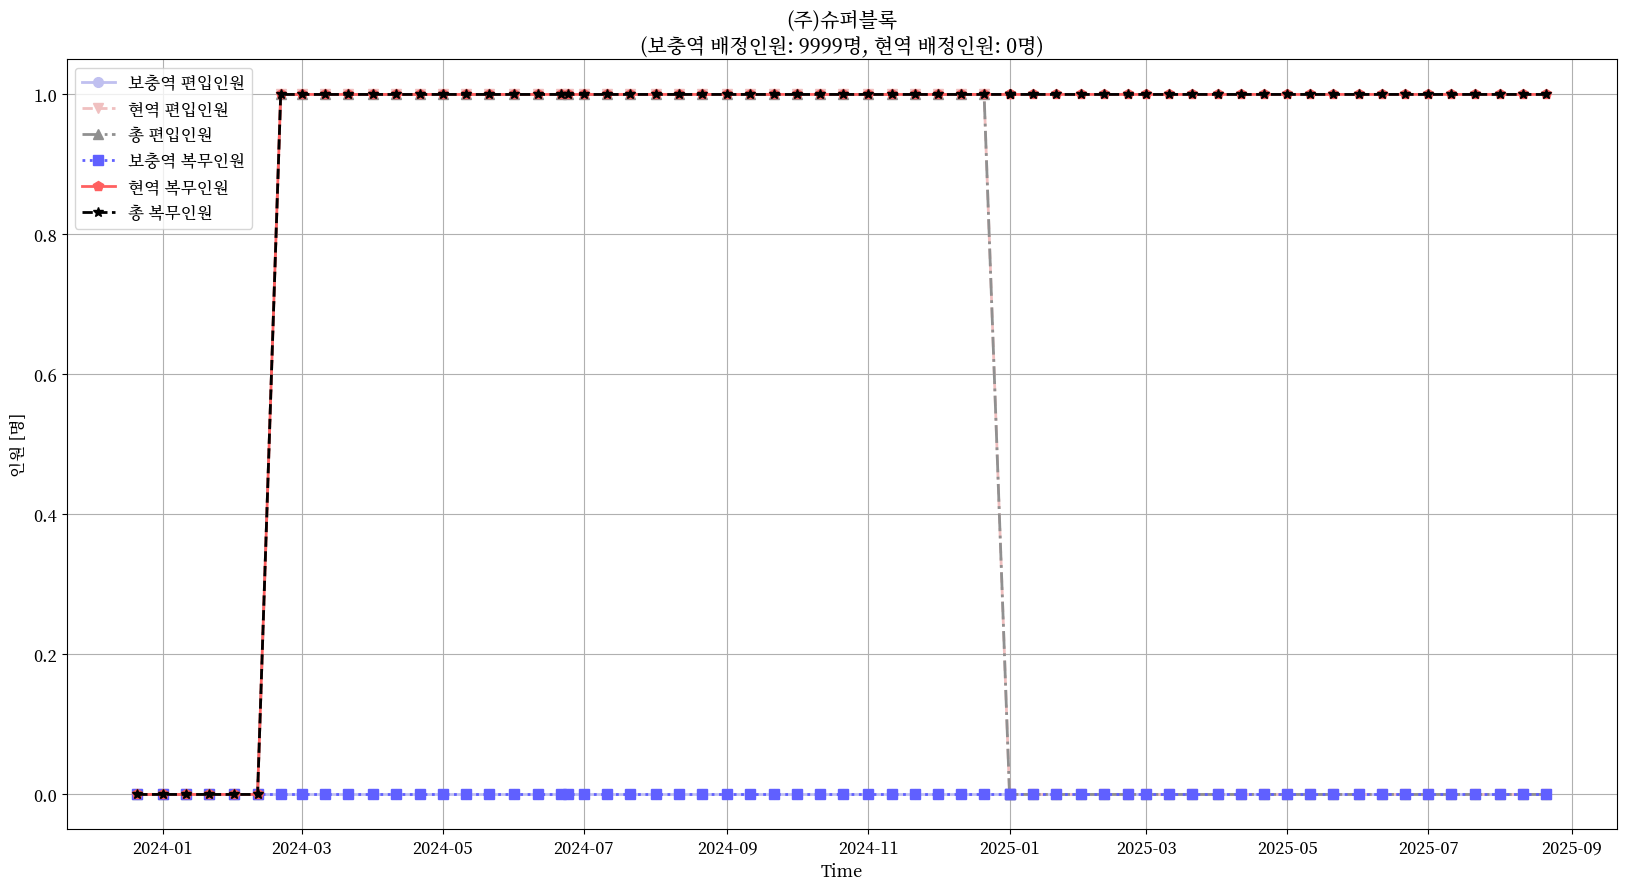 (주)슈퍼블록
(보충역 배정인원: 9999명, 현역 배정인원: 0명)
보충역 편입인원
현역 편입인원
총 편입인원
보충역 복무인원
현역 복무인원
총 복무인원
1.0
0.8
0.6
0.4
0.2
0.0
인원 [명]
2024-01
2024-03
2024-05
2024-07
2024-09
2024-11
2025-01
2025-03
2025-05
2025-07
2025-09
Time